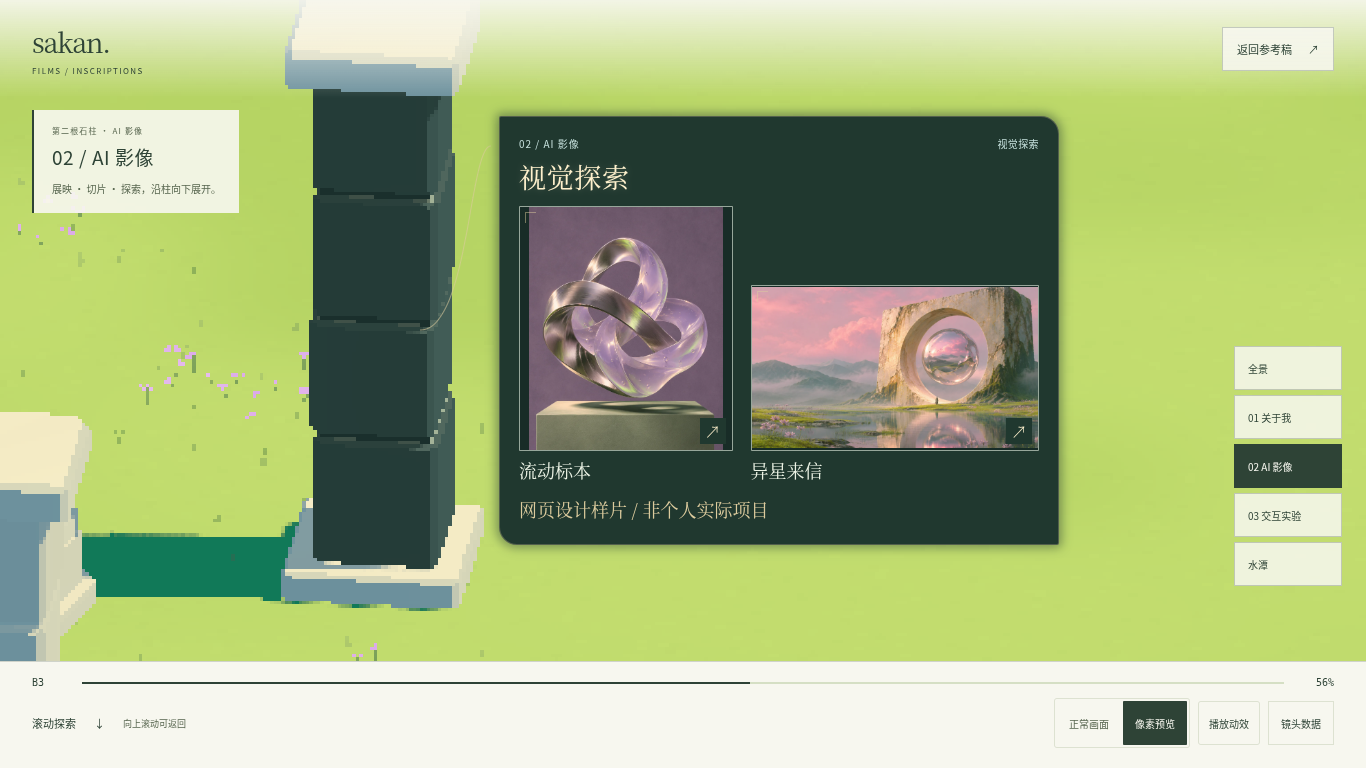 sakan.
FILMS / INSCRIPTIONS
返回参考稿 ↗
第二根石柱 · AI 影像
02 / AI 影像
展映 · 切片 · 探索，沿柱向下展开。
02 / AI 影像
视觉探索
视觉探索
流动标本
异星来信
网页设计样片 / 非个人实际项目
全景
01 关于我
02 AI 影像
03 交互实验
水潭
B3
56%
滚动探索 ↓ 向上滚动可返回
正常画面
像素预览
播放动效
镜头数据